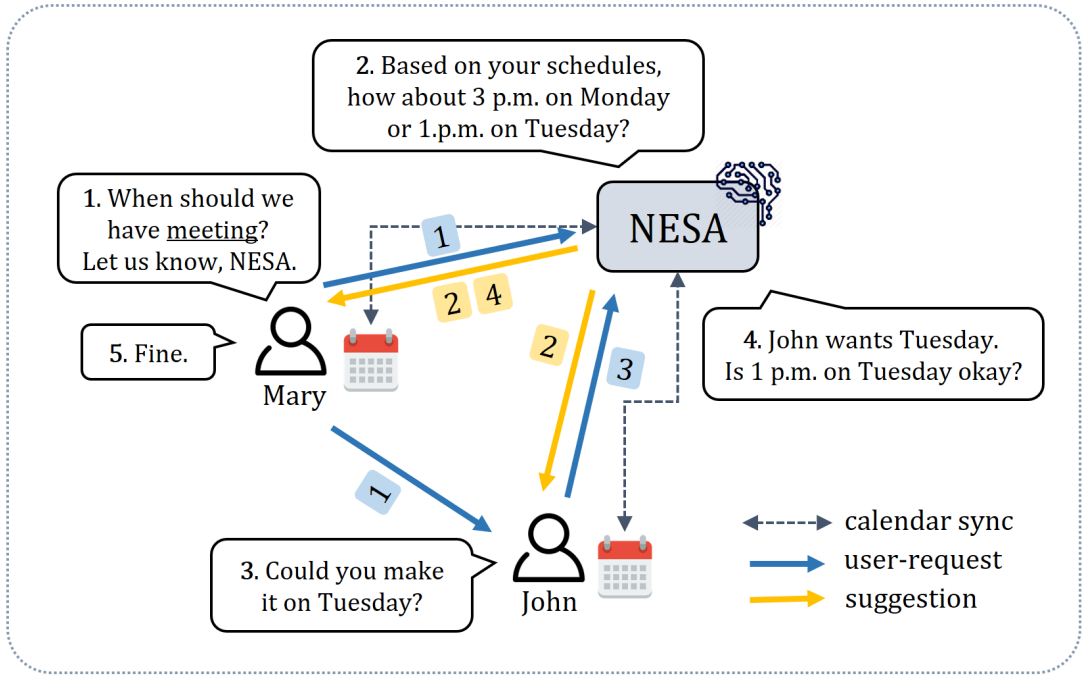 2. Based on your schedules,
how about 3 p.m. on Monday
or 1.p.m. on Tuesday?
1. When should we
have meeting?
Let us know, NESA.
NESA
1
2
4
5. Fine.
Mary
2
3
4. John wants Tuesday.
Is 1 p.m. on Tuesday okay?
1
3. Could you make
it on Tuesday?
John
calendar sync
user-request
suggestion